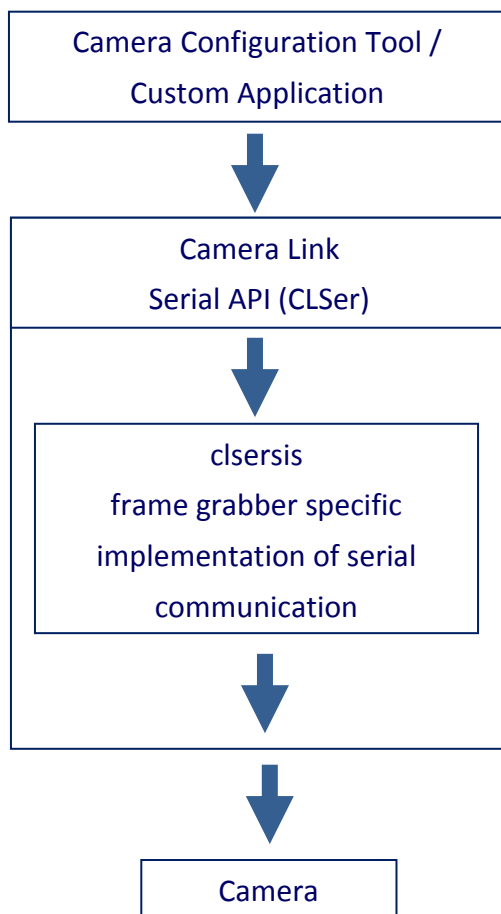 Camera Configuration Tool /
Custom Application
Camera Link
Serial API (CLSer)
clsersis
frame grabber specific
implementation of serial
communication
Camera